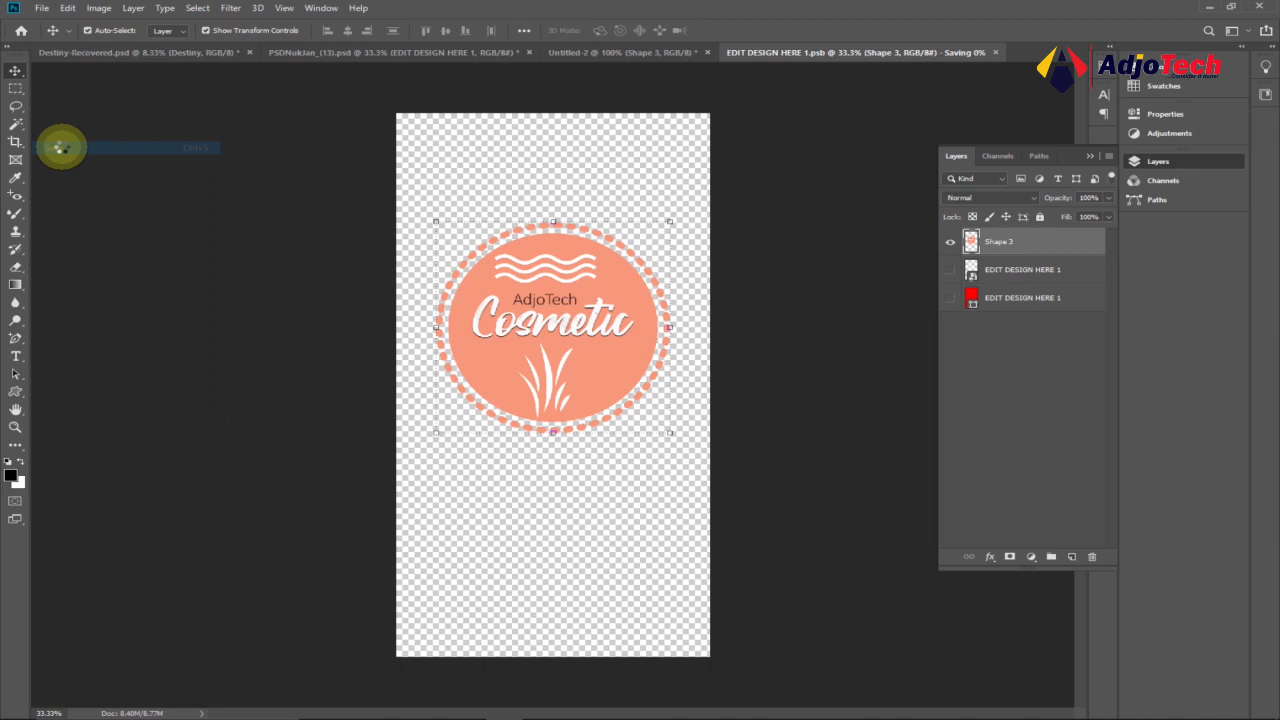 File Edit Image Layer Type Select Filter 3D View Window Help
Auto-Select: Layer Show Transform Controls 3D Mode:
Destiny-Recovered.psd @ 8.33% (Destiny, RGB/8) * × PSDNukJan_(13).psd @ 33.3% (EDIT DESIGN HERE 1, RGB/8#) * × Untitled-2 @ 100% (Shape 3, RGB/8) * × EDIT DESIGN HERE 1.psb @ 33.3% (Shape 3, RGB/8#) - Saving 0% ×
AdjoTech
Consider it done!
Swatches
Properties
Adjustments
Layers
Channels
Paths
Ctrl+S
Layers Channels Paths
Kind
Normal Opacity: 100%
Lock: Fill: 100%
Shape 3
EDIT DESIGN HERE 1
EDIT DESIGN HERE 1
AdjoTech
Cosmetic
33.33% Doc: 8.40M/8.77M